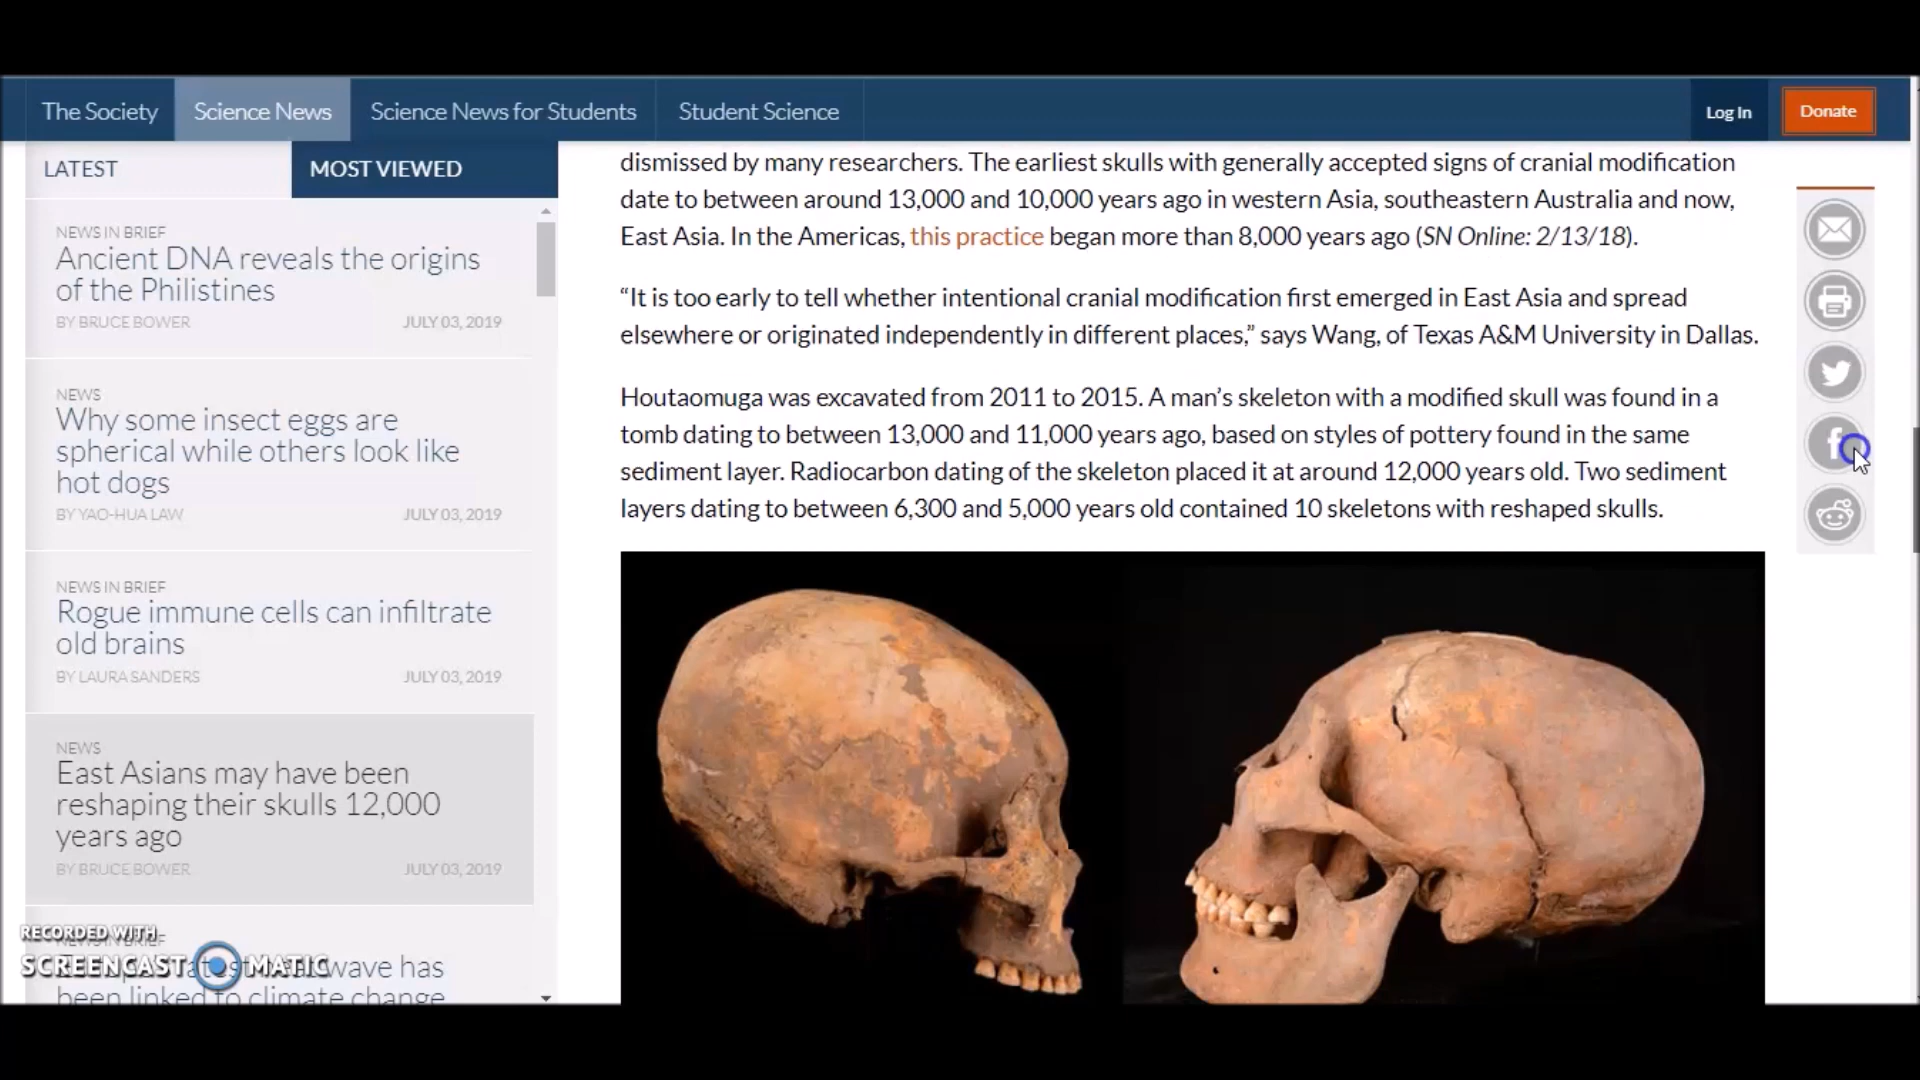 The Society
Science News
Science News for Students
Student Science
Log In
Donate
LATEST
MOST VIEWED
NEWS IN BRIEF
Ancient DNA reveals the origins
of the Philistines
BY BRUCE BOWER
JULY 03, 2019
NEWS
Why some insect eggs are
spherical while others look like
hot dogs
BY YAO-HUA LAW
JULY 03, 2019
NEWS IN BRIEF
Rogue immune cells can infiltrate
old brains
BY LAURA SANDERS
JULY 03, 2019
NEWS
East Asians may have been
reshaping their skulls 12,000
years ago
BY BRUCE BOWER
JULY 03, 2019
NEWS IN BRIEF
wave has
been linked to climate change
RECORDED WITH
SCREENCAST MATIC
dismissed by many researchers. The earliest skulls with generally accepted signs of cranial modification
date to between around 13,000 and 10,000 years ago in western Asia, southeastern Australia and now,
East Asia. In the Americas, this practice began more than 8,000 years ago (SN Online: 2/13/18).
“It is too early to tell whether intentional cranial modification first emerged in East Asia and spread
elsewhere or originated independently in different places,” says Wang, of Texas A&M University in Dallas.
Houtaomuga was excavated from 2011 to 2015. A man’s skeleton with a modified skull was found in a
tomb dating to between 13,000 and 11,000 years ago, based on styles of pottery found in the same
sediment layer. Radiocarbon dating of the skeleton placed it at around 12,000 years old. Two sediment
layers dating to between 6,300 and 5,000 years old contained 10 skeletons with reshaped skulls.